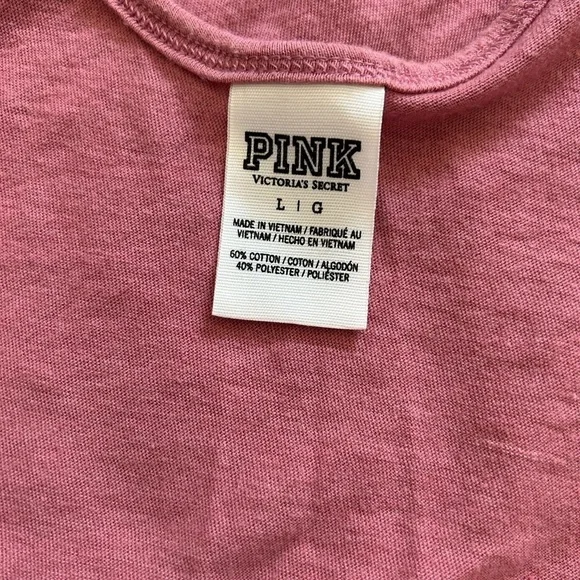 PINK
VICTORIA'S SECRET
L | G
MADE IN VIETNAM / FABRIQUÉ AU
VIETNAM / HECHO EN VIETNAM
60% COTTON / COTON / ALGODÓN
40% POLYESTER / POLIÉSTER